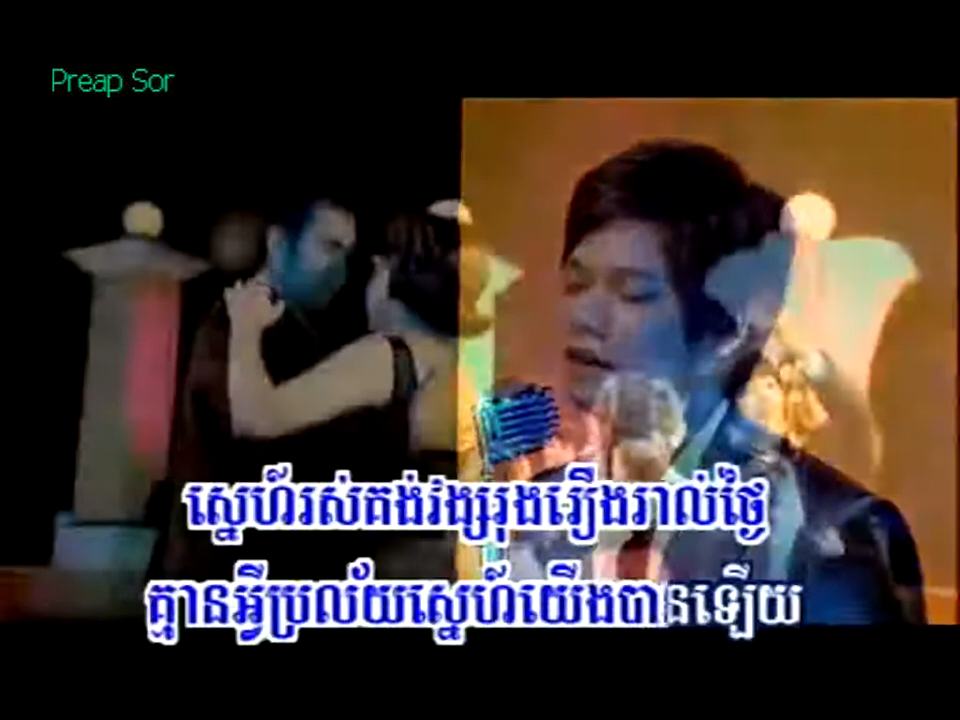 Preap Sor
ស្នេហ៍រស់គង់វង្សរុងរឿងរាល់ថ្ងៃ
គ្មានអ្វីប្រល័យស្នេហ៍យើងបានឡើយ